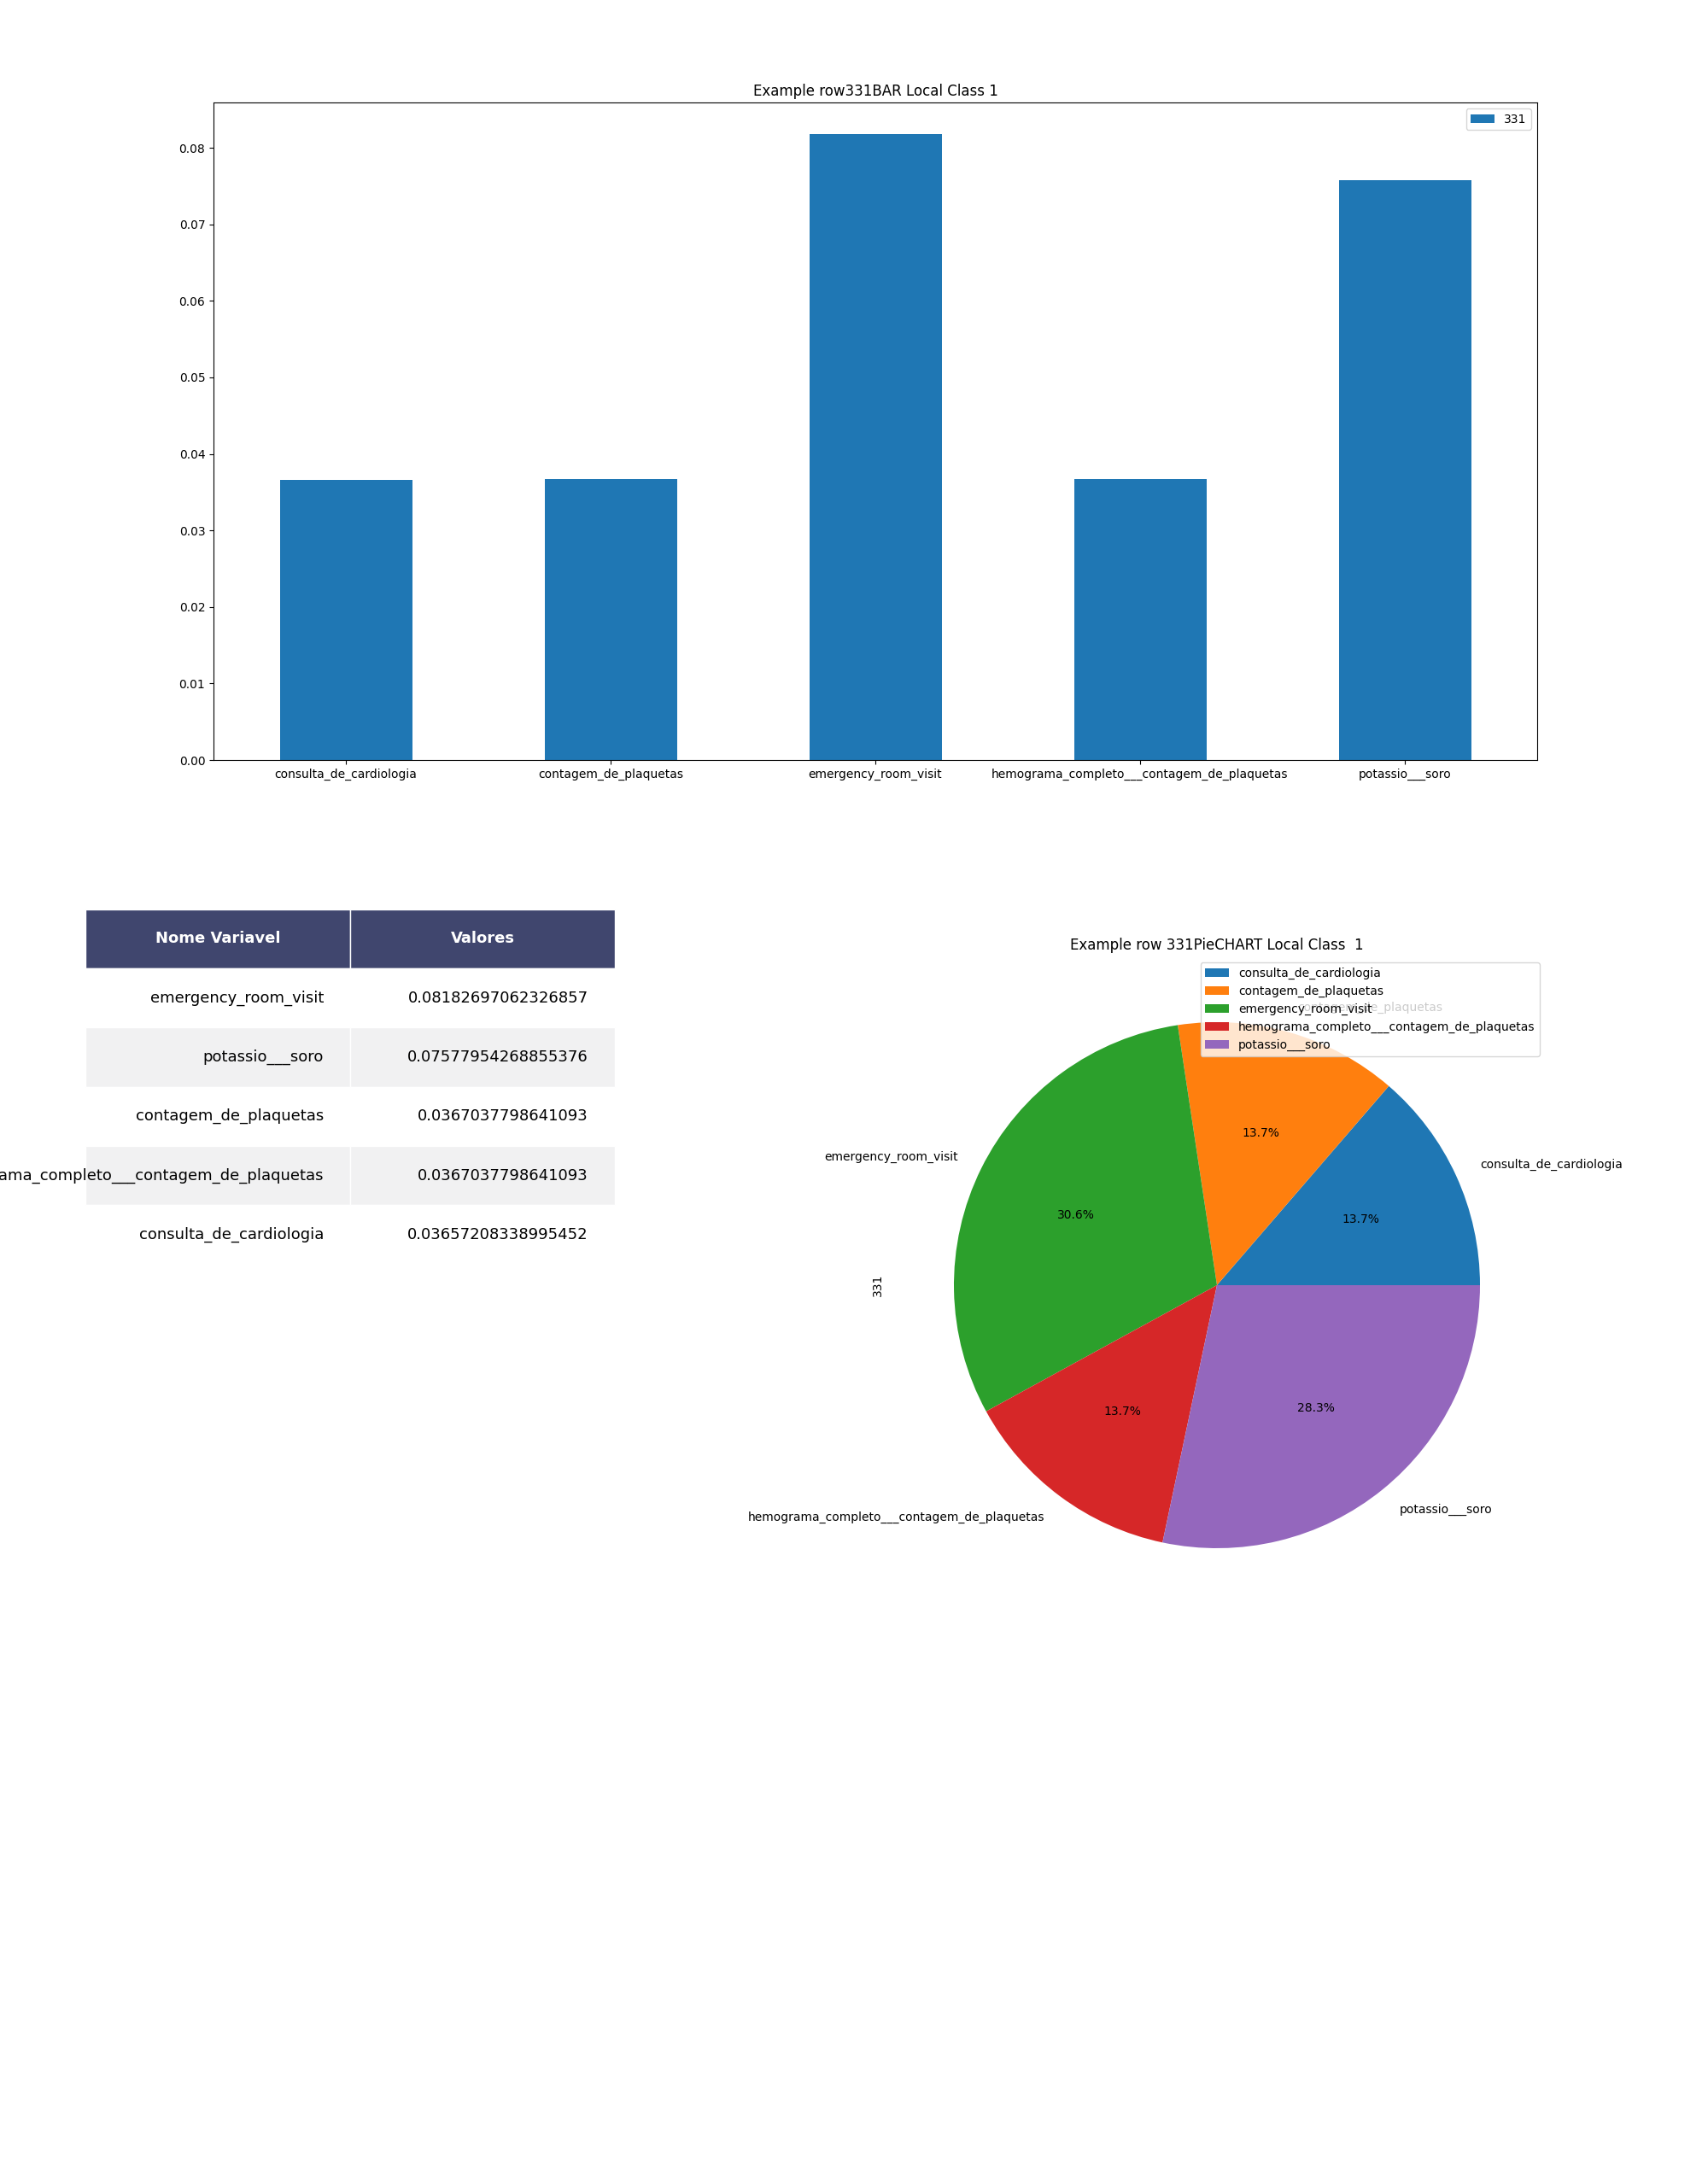 Example row331BAR Local Class 1
331
0.08
0.07
0.06
0.05
0.04
0.03
0.02
0.01
0.00
consulta_de_cardiologia
contagem_de_plaquetas
emergency_room_visit
hemograma_completo___contagem_de_plaquetas
potassio___soro
Nome Variavel Valores
emergency_room_visit 0.08182697062326857
potassio___soro 0.07577954268855376
contagem_de_plaquetas 0.0367037798641093
ama_completo___contagem_de_plaquetas 0.0367037798641093
consulta_de_cardiologia 0.03657208338995452
Example row 331PieCHART Local Class  1
consulta_de_cardiologia
contagem_de_plaquetas
emergency_room_visit
hemograma_completo___contagem_de_plaquetas
potassio___soro
contagem_de_plaquetas
13.7%
emergency_room_visit
consulta_de_cardiologia
30.6%
13.7%
331
13.7%
28.3%
potassio___soro
hemograma_completo___contagem_de_plaquetas